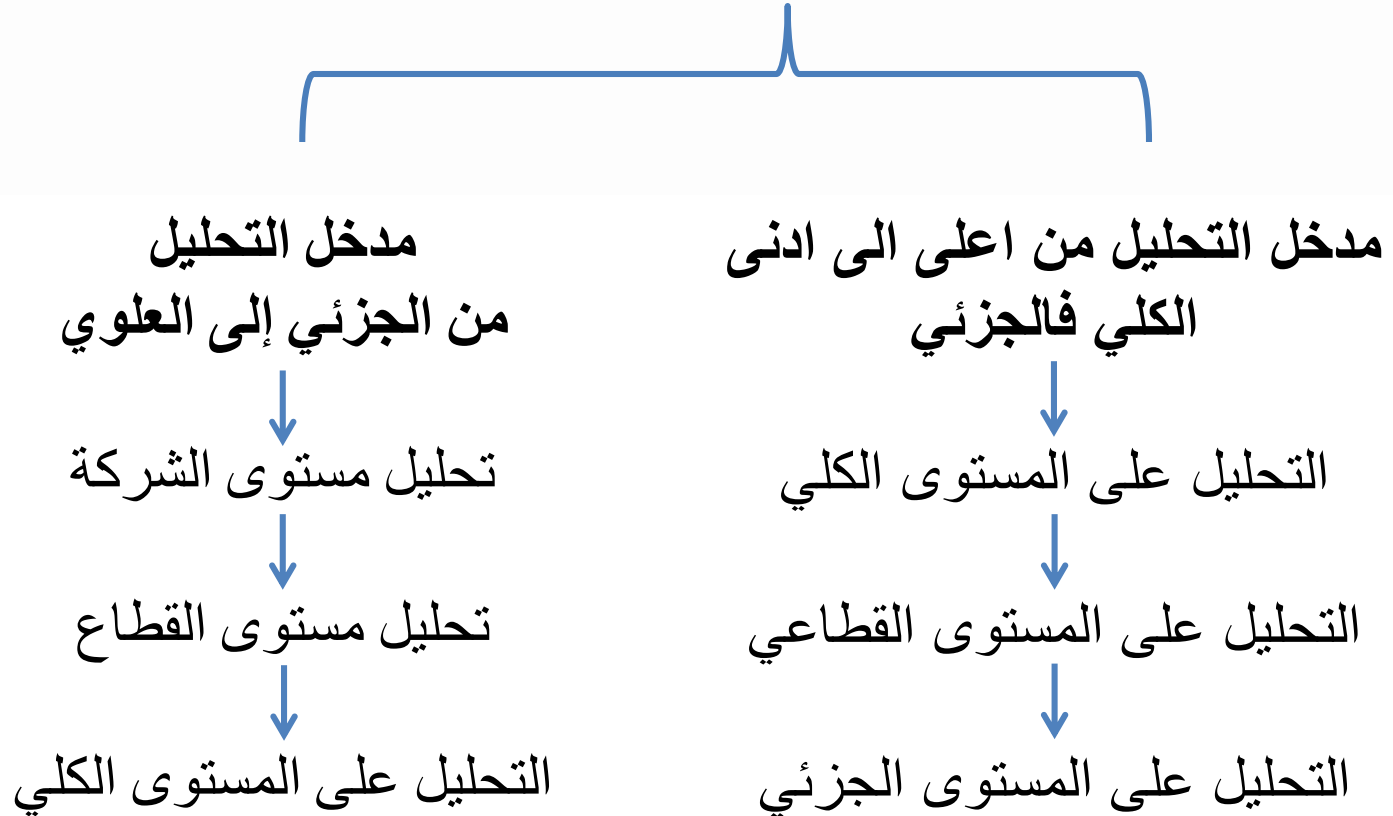 مدخل التحليل من اعلى الى ادنى
الكلي فالجزئي
التحليل على المستوى الكلي
التحليل على المستوى القطاعي
التحليل على المستوى الجزئي
مدخل التحليل
من الجزئي إلى العلوي
تحليل مستوى الشركة
تحليل مستوى القطاع
التحليل على المستوى الكلي